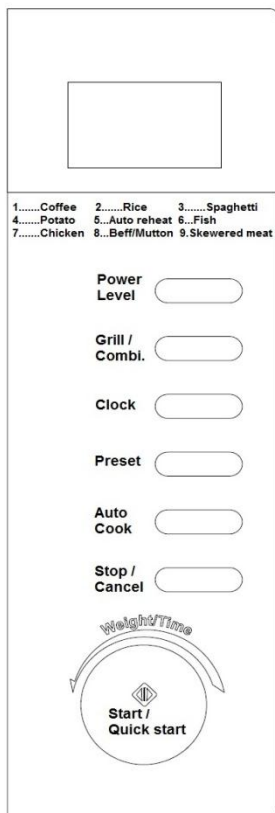 1.......Coffee 2.......Rice 3.......Spaghetti
4.......Potato 5...Auto reheat 6...Fish
7.......Chicken 8...Beff/Mutton 9.Skewered meat
Power
Level
Grill /
Combi.
Clock
Preset
Auto
Cook
Stop /
Cancel
Weight/Time
Start /
Quick start